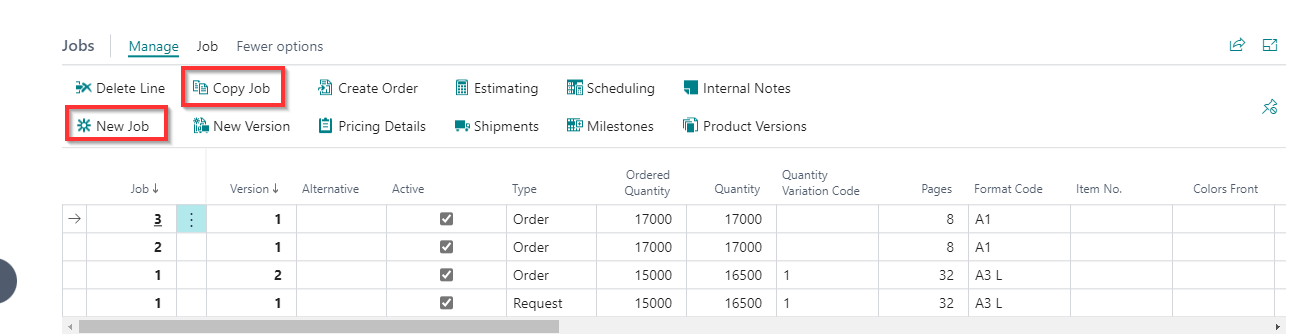 Jobs Manage Job Fewer options
Delete Line Copy Job Create Order Estimating Scheduling Internal Notes
New Job New Version Pricing Details Shipments Milestones Product Versions
Job ↓ Version ↓ Alternative Active Type Ordered Quantity Quantity Quantity Variation Code Pages Format Code Item No. Colors Front
3 1 Order 17000 17000 8 A1
2 1 Order 17000 17000 8 A1
1 2 Order 15000 16500 1 32 A3 L
1 1 Request 15000 16500 1 32 A3 L